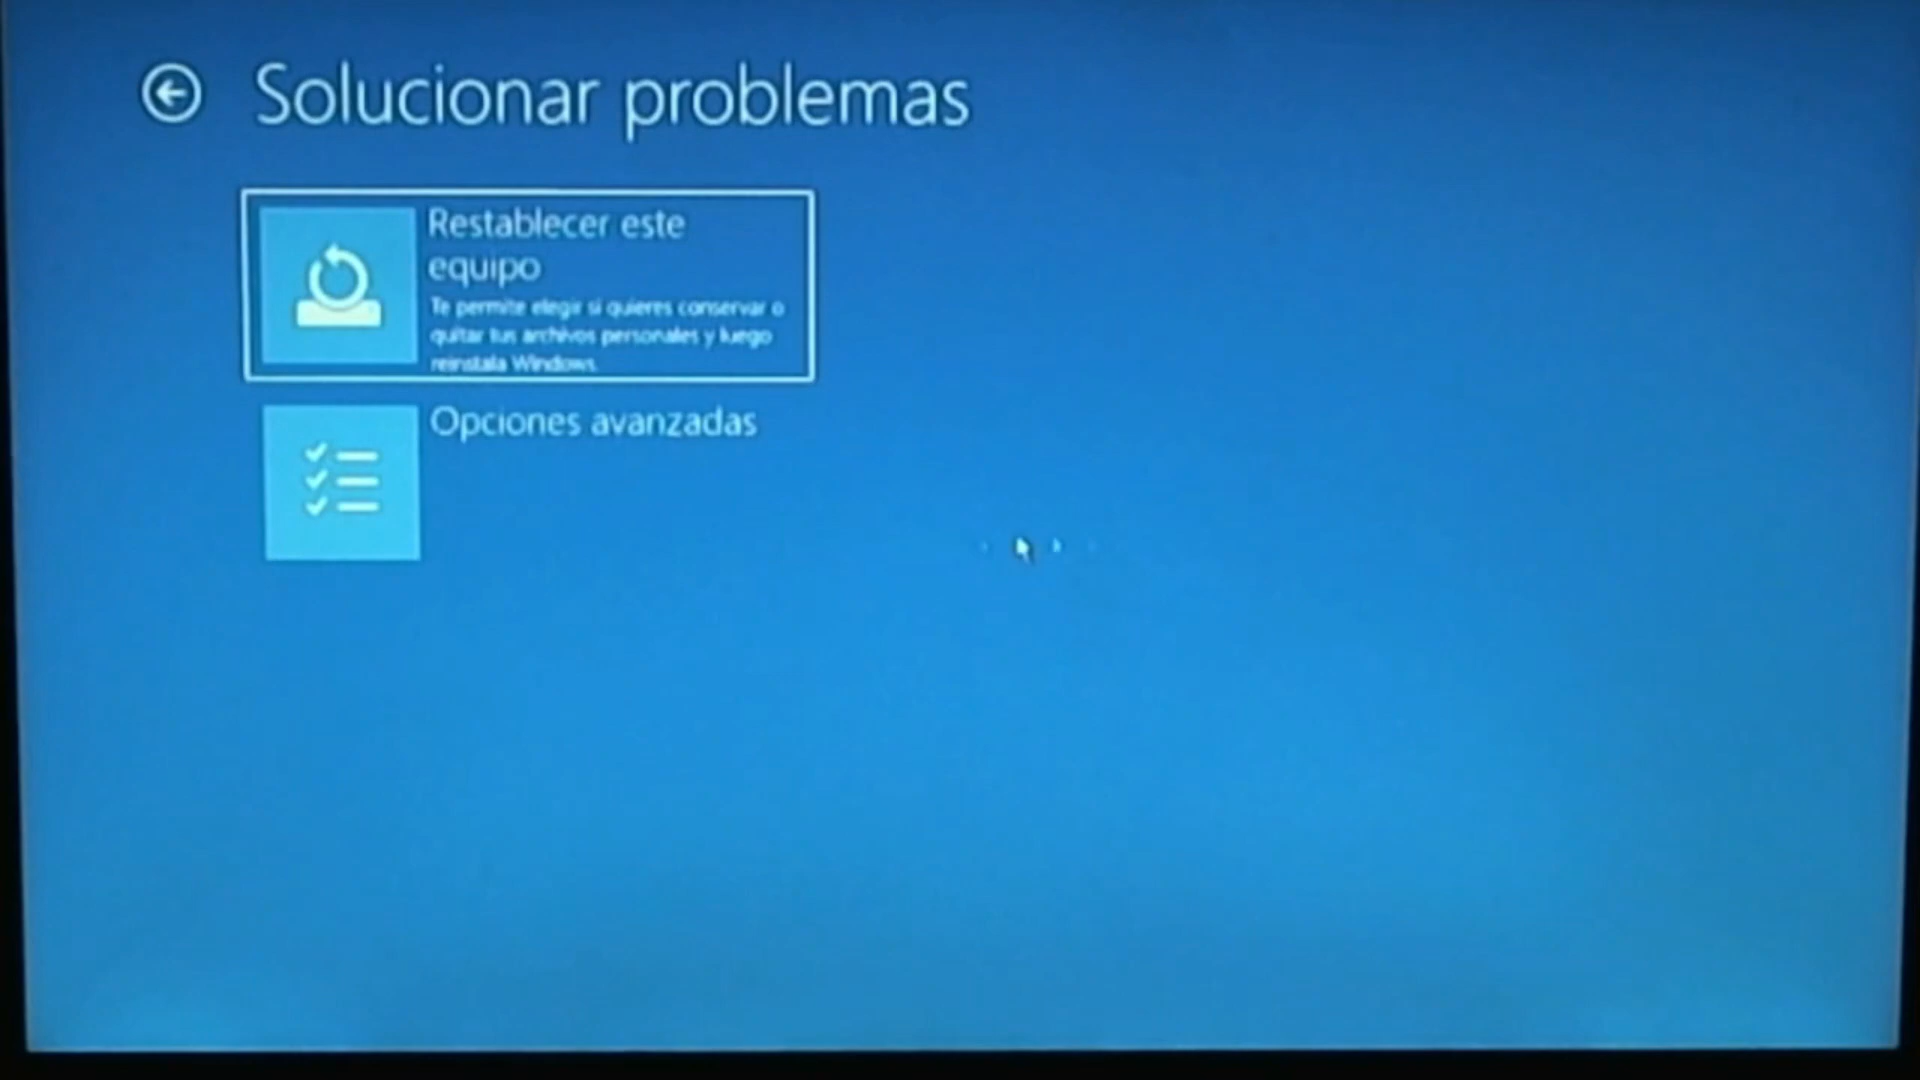 Solucionar problemas
Restablecer este
equipo
Te permite elegir si quieres conservar o
quitar tus archivos personales y luego
reinstala Windows.
Opciones avanzadas